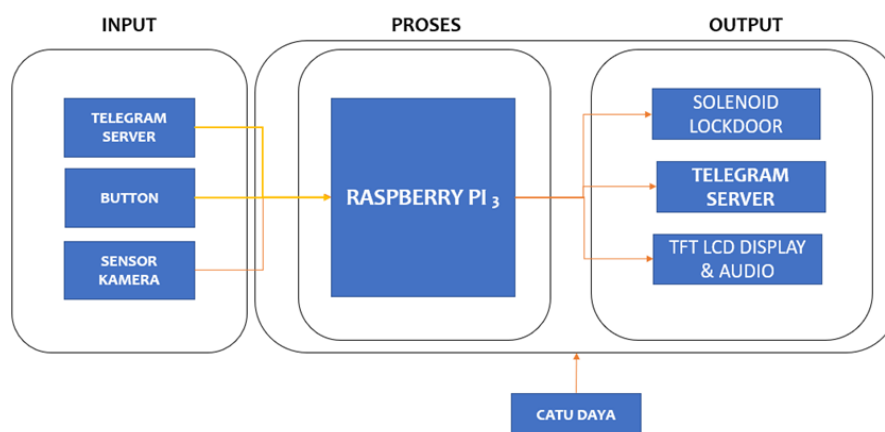 INPUT
PROSES
OUTPUT
TELEGRAM
SERVER
BUTTON
SENSOR
KAMERA
RASPBERRY PI 3
SOLENOID
LOCKDOOR
TELEGRAM
SERVER
TFT LCD DISPLAY
& AUDIO
CATU DAYA